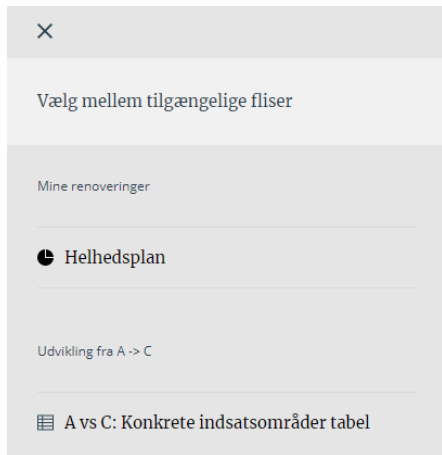 Vælg mellem tilgængelige fliser
Mine renoveringer
Helhedsplan
Udvikling fra A -> C
A vs C: Konkrete indsatsområder tabel